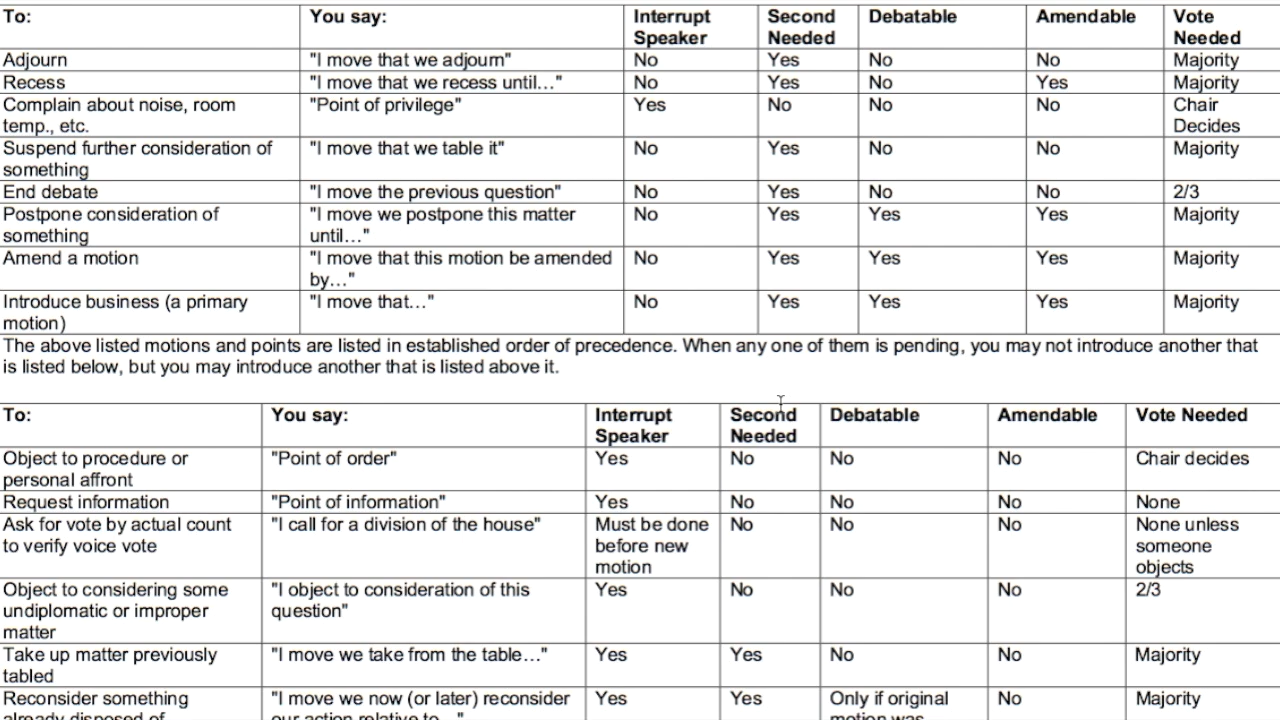 To: You say: Interrupt Speaker Second Needed Debatable Amendable Vote Needed
Adjourn "I move that we adjourn" No Yes No No Majority
Recess "I move that we recess until…" No Yes No Yes Majority
Complain about noise, room temp., etc. "Point of privilege" Yes No No No Chair Decides
Suspend further consideration of something "I move that we table it" No Yes No No Majority
End debate "I move the previous question" No Yes No No 2/3
Postpone consideration of something "I move we postpone this matter until…" No Yes Yes Yes Majority
Amend a motion "I move that this motion be amended by…" No Yes Yes Yes Majority
Introduce business (a primary motion) "I move that…" No Yes Yes Yes Majority
The above listed motions and points are listed in established order of precedence. When any one of them is pending, you may not introduce another that
is listed below, but you may introduce another that is listed above it.
To: You say: Interrupt Speaker Second Needed Debatable Amendable Vote Needed
Object to procedure or personal affront "Point of order" Yes No No No Chair decides
Request information "Point of information" Yes No No No None
Ask for vote by actual count to verify voice vote "I call for a division of the house" Must be done before new motion No No No None unless someone objects
Object to considering some undiplomatic or improper matter "I object to consideration of this question" Yes No No No 2/3
Take up matter previously tabled "I move we take from the table…" Yes Yes No No Majority
Reconsider something already disposed of "I move we now (or later) reconsider our action relative to…" Yes Yes Only if original motion was No Majority